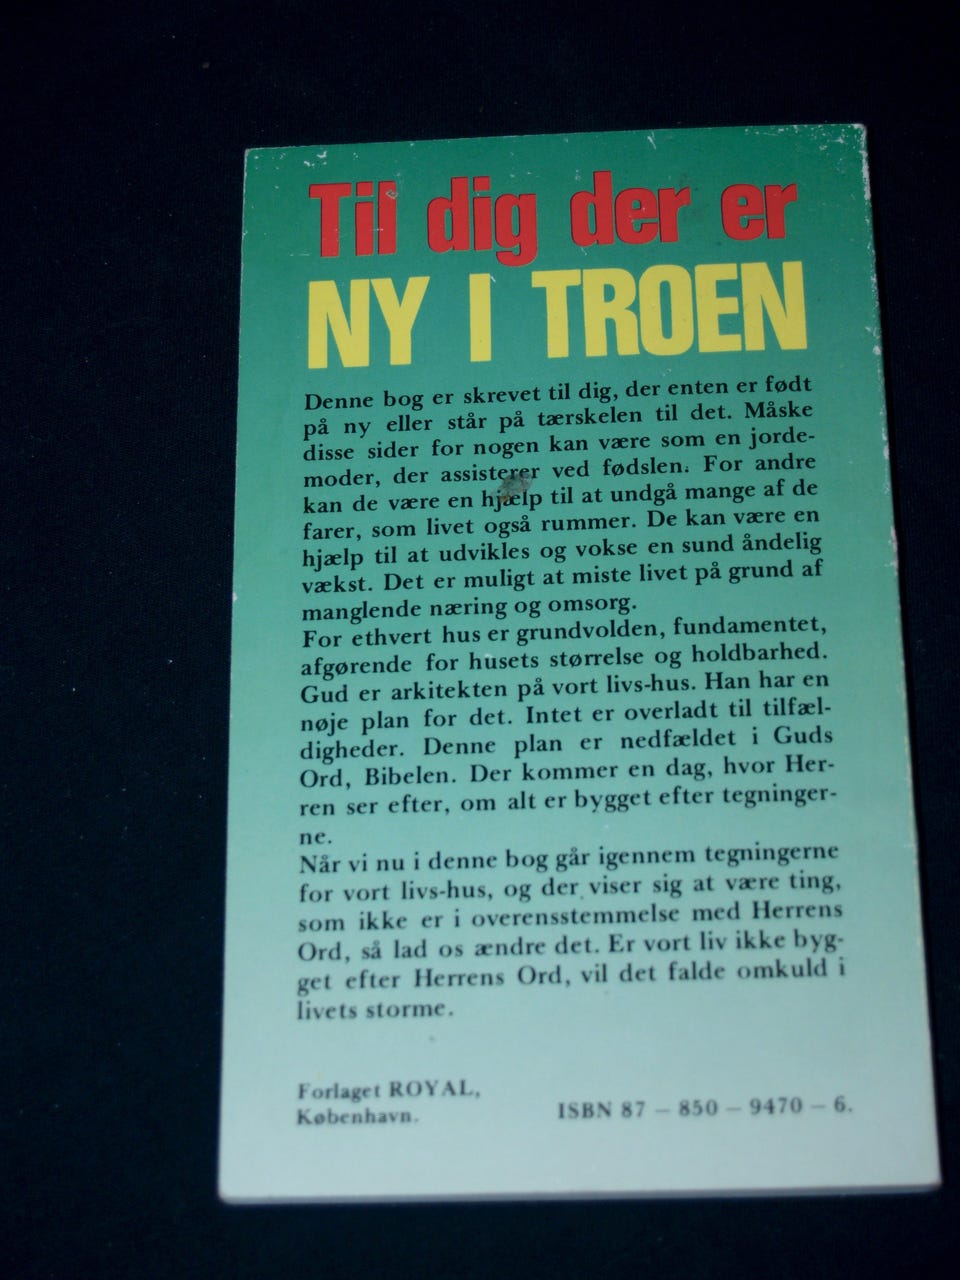 Til dig der er
NY I TROEN
Denne bog er skrevet til dig, der enten er født
på ny eller står på tærskelen til det. Måske
disse sider for nogen kan være som en jorde-
moder, der assisterer ved fødslen. For andre
kan de være en hjælp til at undgå mange af de
farer, som livet også rummer. De kan være en
hjælp til at udvikles og vokse en sund åndelig
vækst. Det er muligt at miste livet på grund af
manglende næring og omsorg.
For ethvert hus er grundvolden, fundamentet,
afgørende for husets størrelse og holdbarhed.
Gud er arkitekten på vort livs-hus. Han har en
nøje plan for det. Intet er overladt til tilfæl-
digheder. Denne plan er nedfældet i Guds
Ord, Bibelen. Der kommer en dag, hvor Her-
ren ser efter, om alt er bygget efter tegninger-
ne.
Når vi nu i denne bog går igennem tegningerne
for vort livs-hus, og der viser sig at være ting,
som ikke er i overensstemmelse med Herrens
Ord, så lad os ændre det. Er vort liv ikke byg-
get efter Herrens Ord, vil det falde omkuld i
livets storme.
Forlaget ROYAL,
København.
ISBN 87 – 850 – 9470 – 6.